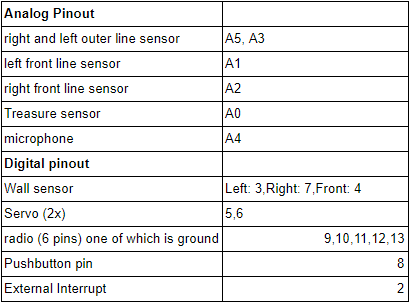 Analog Pinout
right and left outer line sensor A5, A3
left front line sensor A1
right front line sensor A2
Treasure sensor A0
microphone A4
Digital pinout
Wall sensor Left: 3,Right: 7,Front: 4
Servo (2x) 5,6
radio (6 pins) one of which is ground 9,10,11,12,13
Pushbutton pin 8
External Interrupt 2